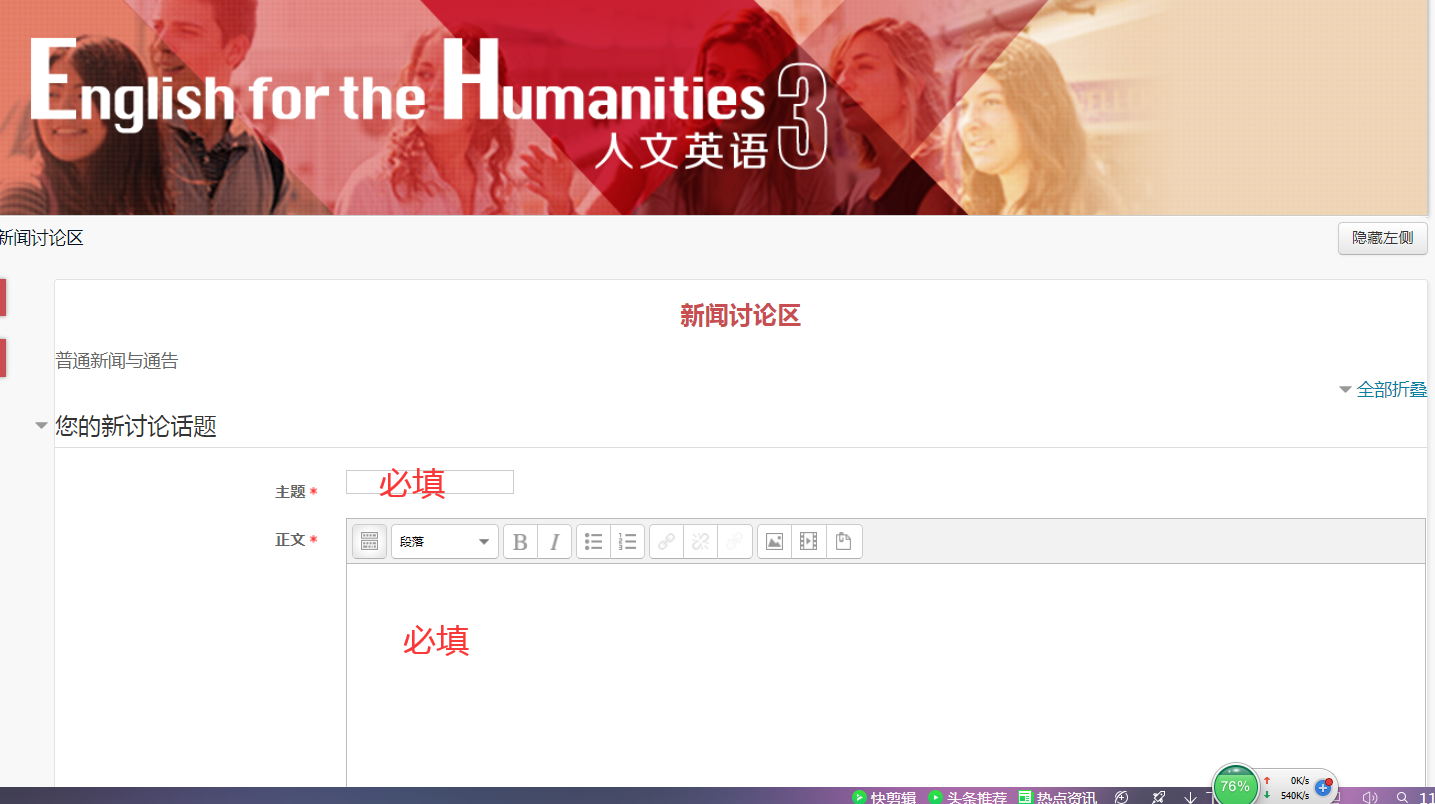 English for the Humanities 3
人文英语
新闻讨论区
隐藏左侧
新闻讨论区
普通新闻与通告
全部折叠
您的新讨论话题
主题 *
必填
正文 *
段落
B I
必填
76%
0K/s
540K/s
快剪辑
头条推荐
热点资讯
11